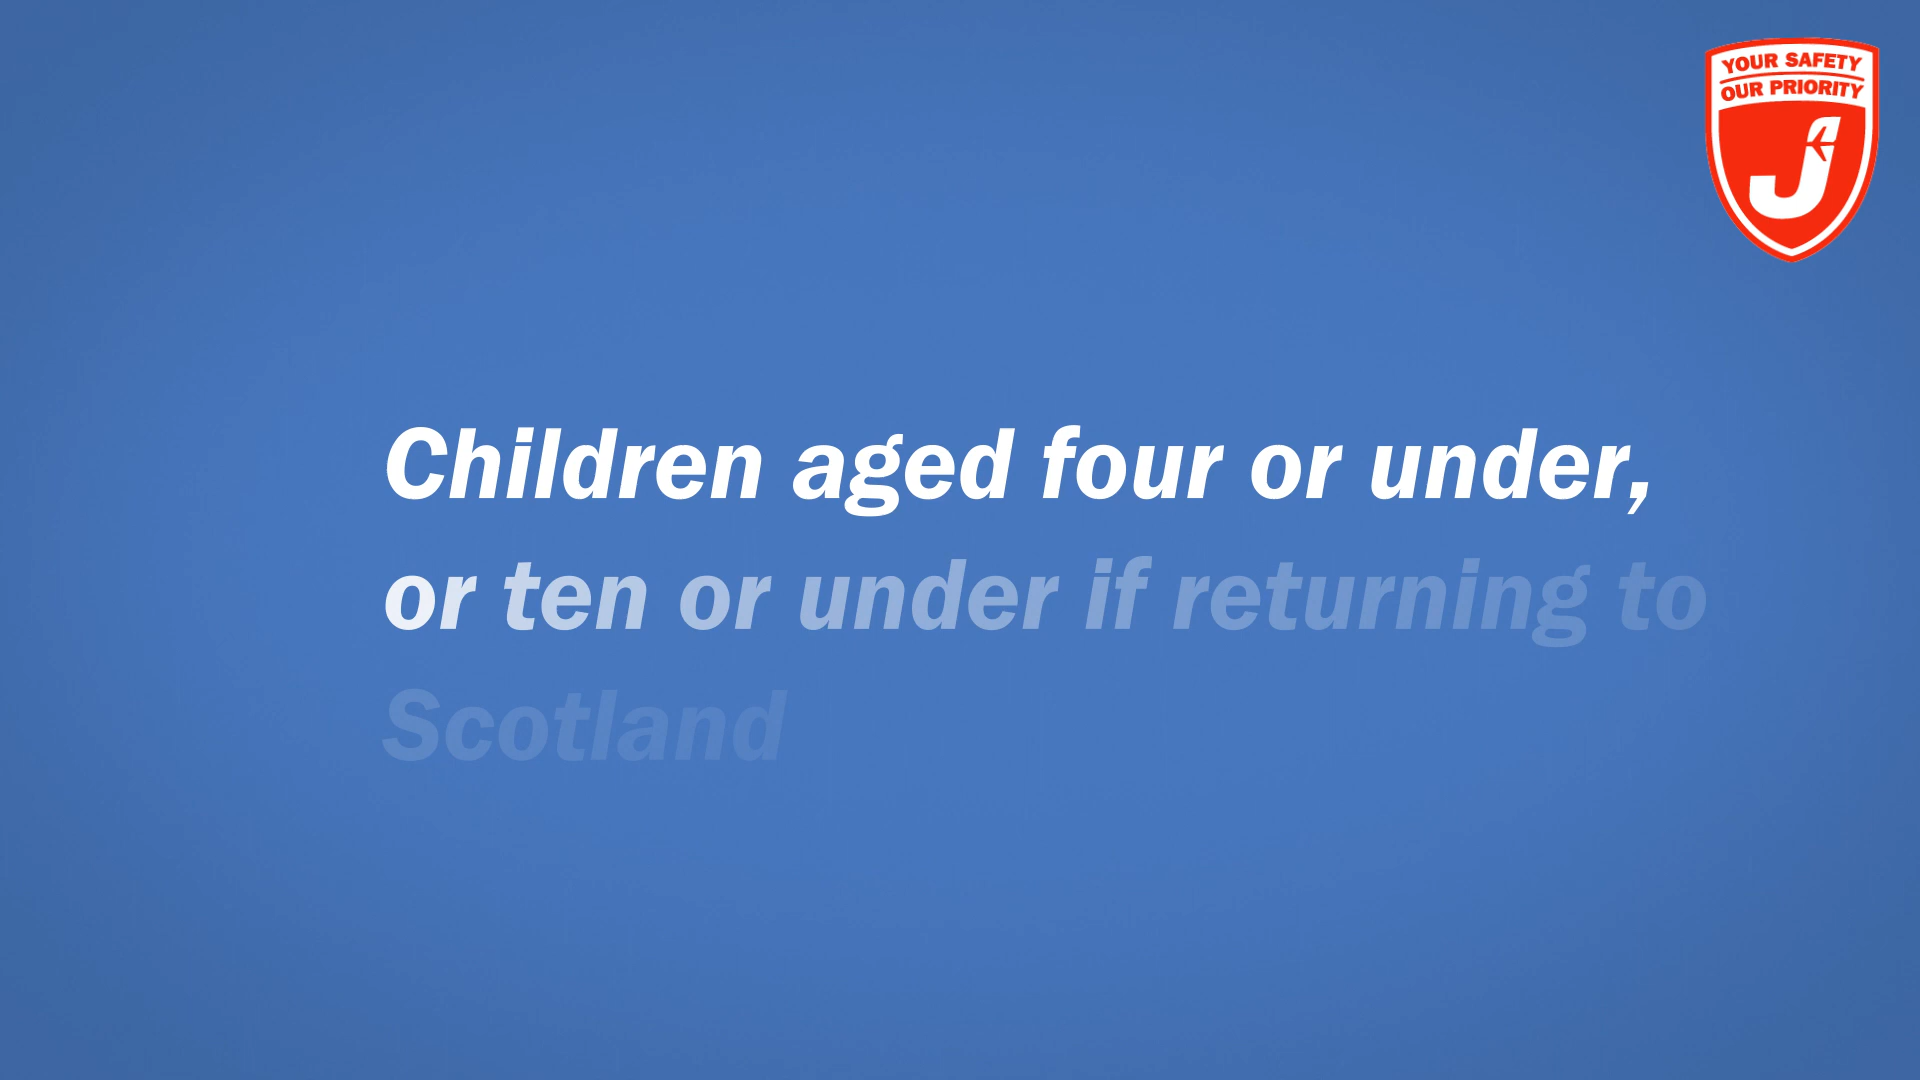 YOUR SAFETY
OUR PRIORITY
J
Children aged four or under,
or ten or under if returning to
Scotland